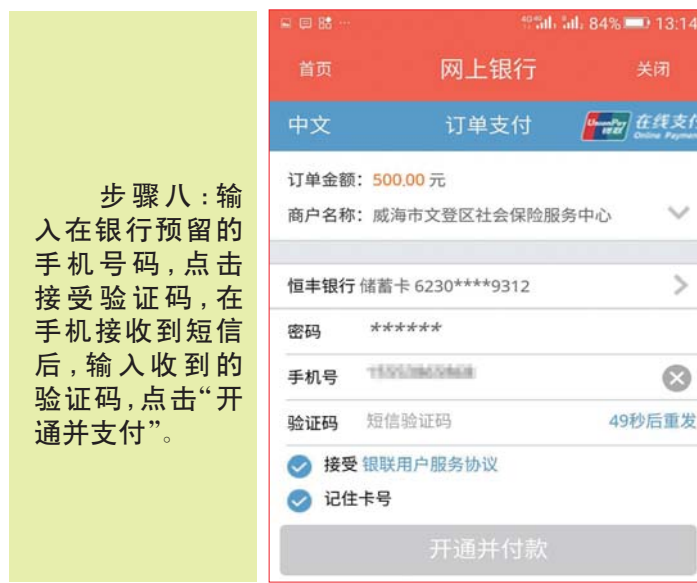 步骤八：输
入在银行预留的
手机号码，点击
接受验证码，在
手机接收到短信
后，输入收到的
验证码，点击“开
通并支付”。
84% 13:14
首页 网上银行 关闭
中文 订单支付 UnionPay 银联 在线支付
Online Payment
订单金额：500.00 元
商户名称：威海市文登区社会保险服务中心
恒丰银行 储蓄卡 6230****9312
密码 ******
手机号
验证码 短信验证码 49秒后重发
接受 银联用户服务协议
记住卡号
开通并付款